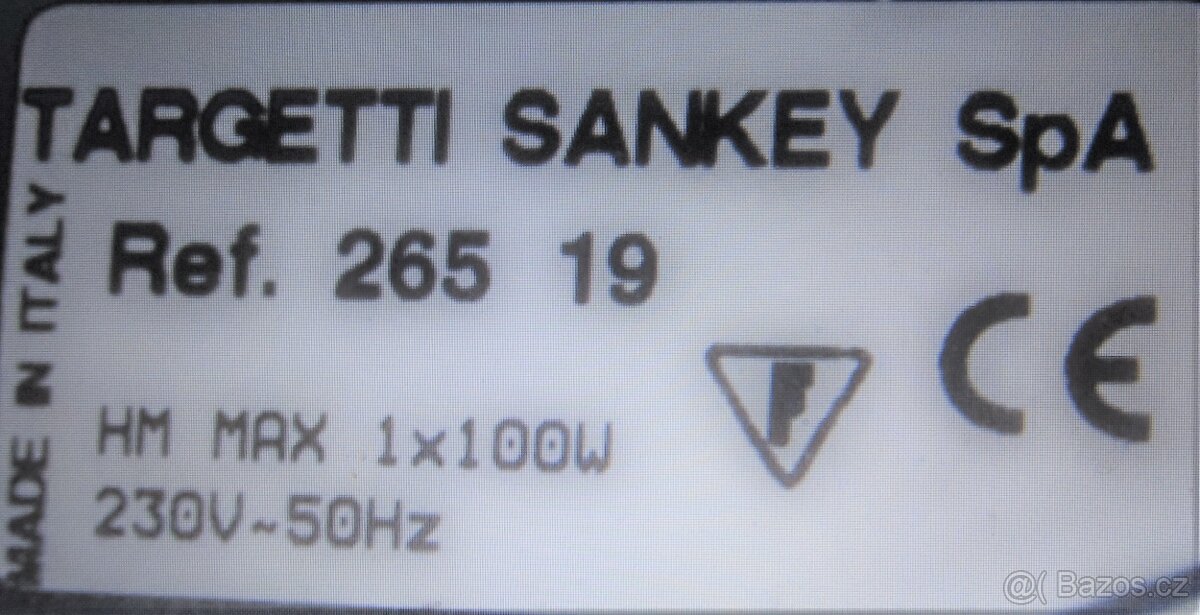 TARGETTI SANKEY SpA
MADE IN ITALY
Ref. 265 19
F
CE
HM MAX 1x100W
230V~50Hz
@( Bazos.cz